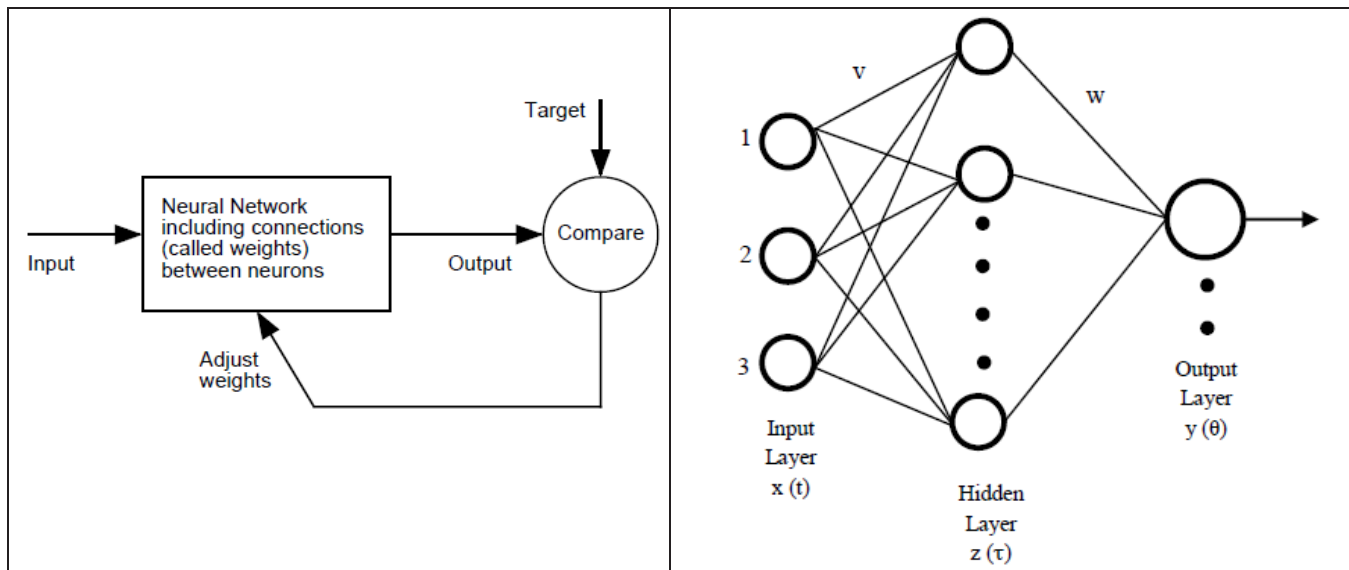 Target
Neural Network
including connections
(called weights)
between neurons
Compare
Input
Output
Adjust
weights
v
w
1
2
3
Input
Layer
x (t)
Hidden
Layer
z (τ)
Output
Layer
y (θ)